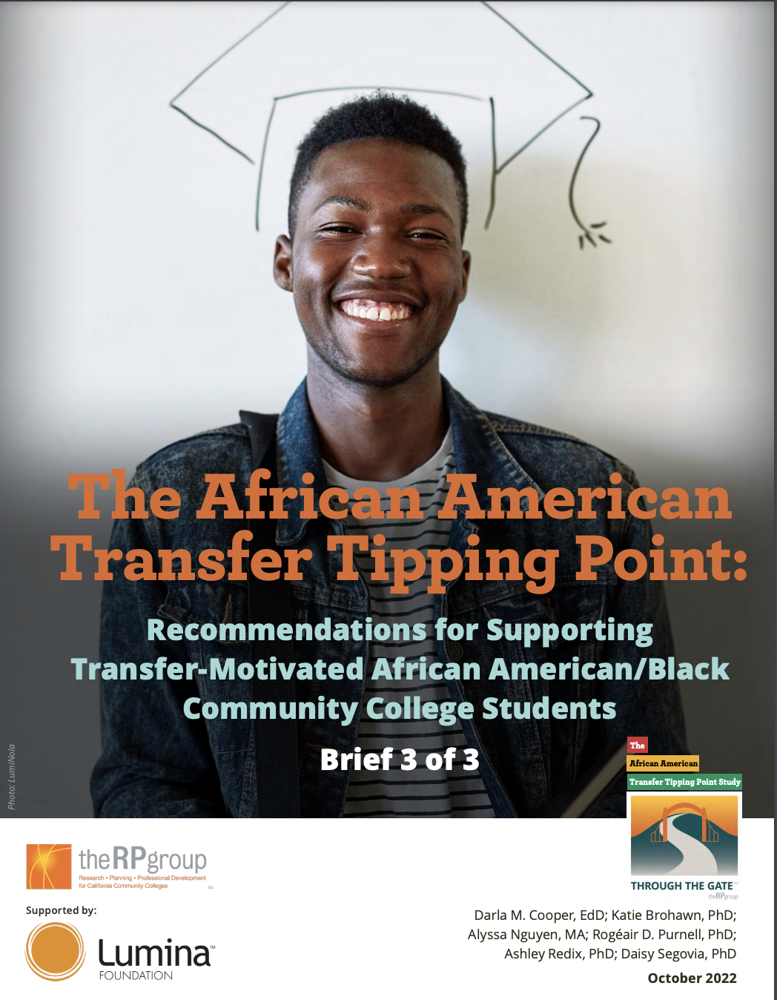 The African American
Transfer Tipping Point:
Recommendations for Supporting
Transfer-Motivated African American/Black
Community College Students
Brief 3 of 3
Photo: LumiNola
The
African American
Transfer Tipping Point Study
THROUGH THE GATE℠
theRPgroup
theRPgroup
Research • Planning • Professional Development
for California Community Colleges ℠
Supported by:
Lumina™
FOUNDATION
Darla M. Cooper, EdD; Katie Brohawn, PhD;
Alyssa Nguyen, MA; Rogéair D. Purnell, PhD;
Ashley Redix, PhD; Daisy Segovia, PhD
October 2022